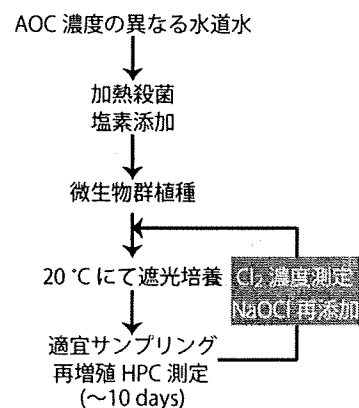 AOC 濃度の異なる水道水
加熱殺菌
塩素添加
微生物群植種
20 ℃にて遮光培養
Cl₂ 濃度測定
NaOCl 再添加
適宜サンプリング
再増殖 HPC 測定
(～10 days)